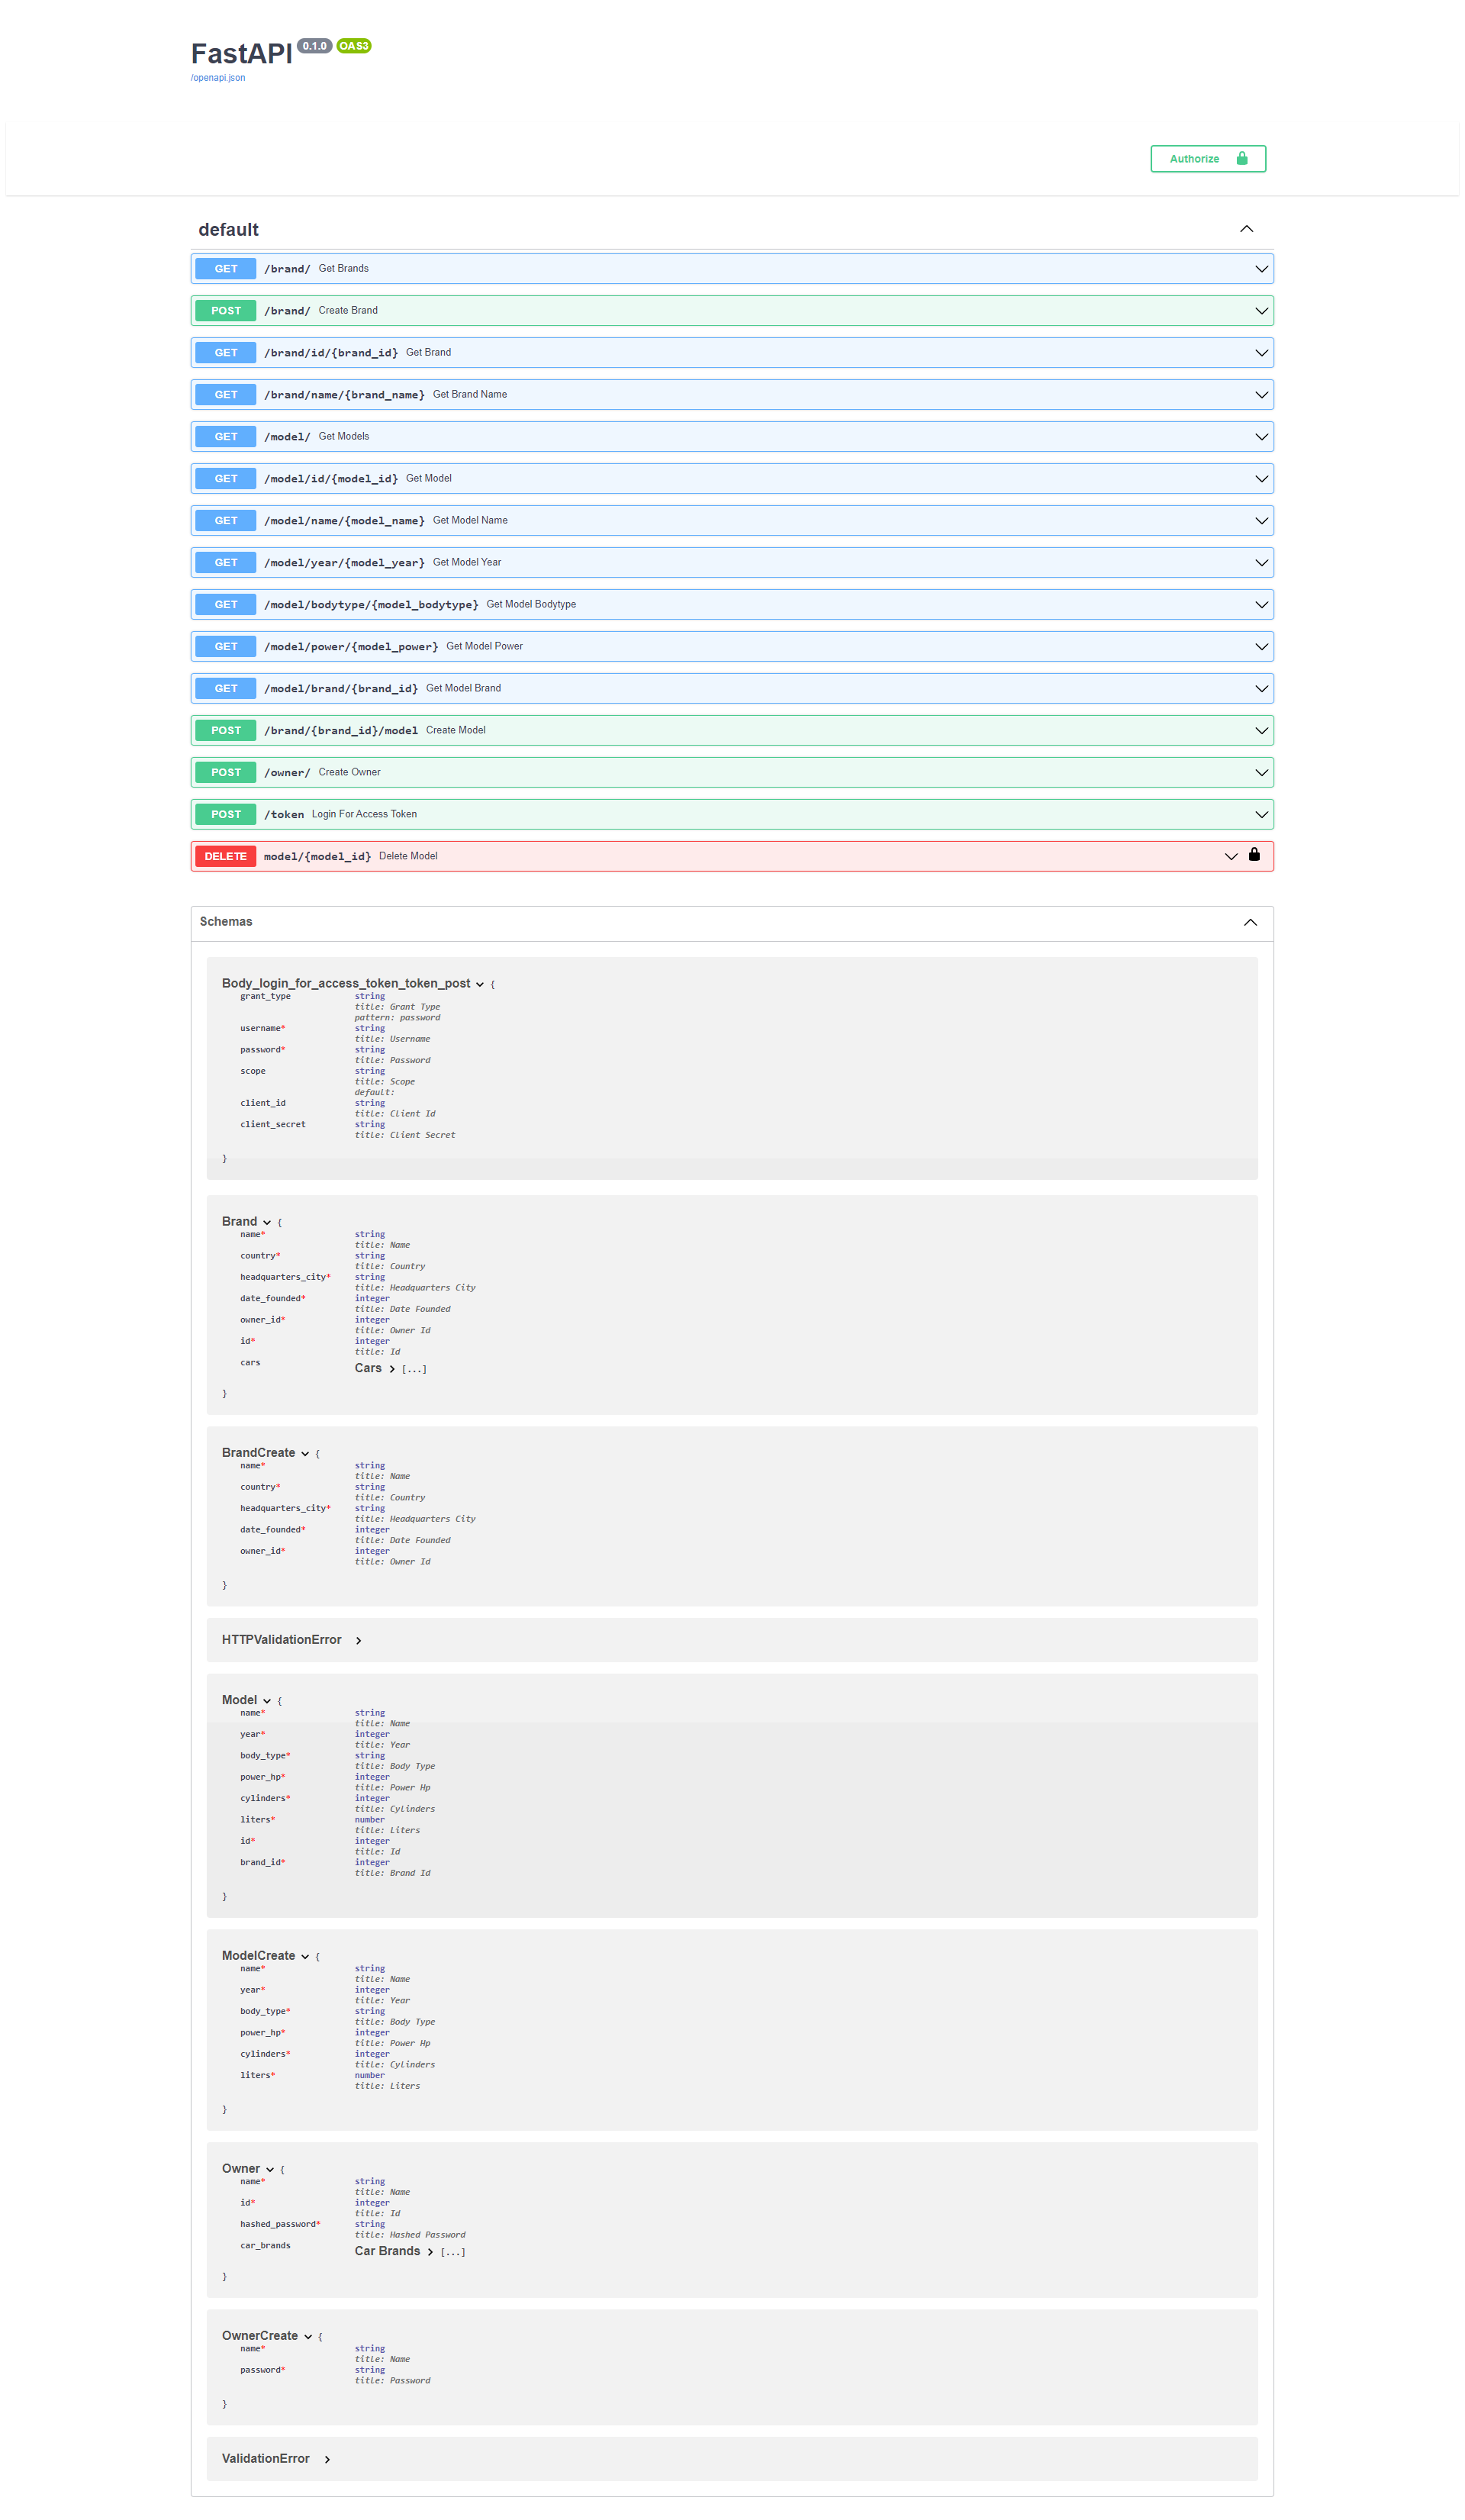 FastAPI 0.1.0 OAS3
/openapi.json
Authorize
default
GET /brand/ Get Brands
POST /brand/ Create Brand
GET /brand/id/{brand_id} Get Brand
GET /brand/name/{brand_name} Get Brand Name
GET /model/ Get Models
GET /model/id/{model_id} Get Model
GET /model/name/{model_name} Get Model Name
GET /model/year/{model_year} Get Model Year
GET /model/bodytype/{model_bodytype} Get Model Bodytype
GET /model/power/{model_power} Get Model Power
GET /model/brand/{brand_id} Get Model Brand
POST /brand/{brand_id}/model Create Model
POST /owner/ Create Owner
POST /token Login For Access Token
DELETE model/{model_id} Delete Model
Schemas
Body_login_for_access_token_token_post {
grant_type string
title: Grant Type
pattern: password
username* string
title: Username
password* string
title: Password
scope string
title: Scope
default:
client_id string
title: Client Id
client_secret string
title: Client Secret
}
Brand {
name* string
title: Name
country* string
title: Country
headquarters_city* string
title: Headquarters City
date_founded* integer
title: Date Founded
owner_id* integer
title: Owner Id
id* integer
title: Id
cars Cars > [...]
}
BrandCreate {
name* string
title: Name
country* string
title: Country
headquarters_city* string
title: Headquarters City
date_founded* integer
title: Date Founded
owner_id* integer
title: Owner Id
}
HTTPValidationError >
Model {
name* string
title: Name
year* integer
title: Year
body_type* string
title: Body Type
power_hp* integer
title: Power Hp
cylinders* integer
title: Cylinders
liters* number
title: Liters
id* integer
title: Id
brand_id* integer
title: Brand Id
}
ModelCreate {
name* string
title: Name
year* integer
title: Year
body_type* string
title: Body Type
power_hp* integer
title: Power Hp
cylinders* integer
title: Cylinders
liters* number
title: Liters
}
Owner {
name* string
title: Name
id* integer
title: Id
hashed_password* string
title: Hashed Password
car_brands Car Brands > [...]
}
OwnerCreate {
name* string
title: Name
password* string
title: Password
}
ValidationError >